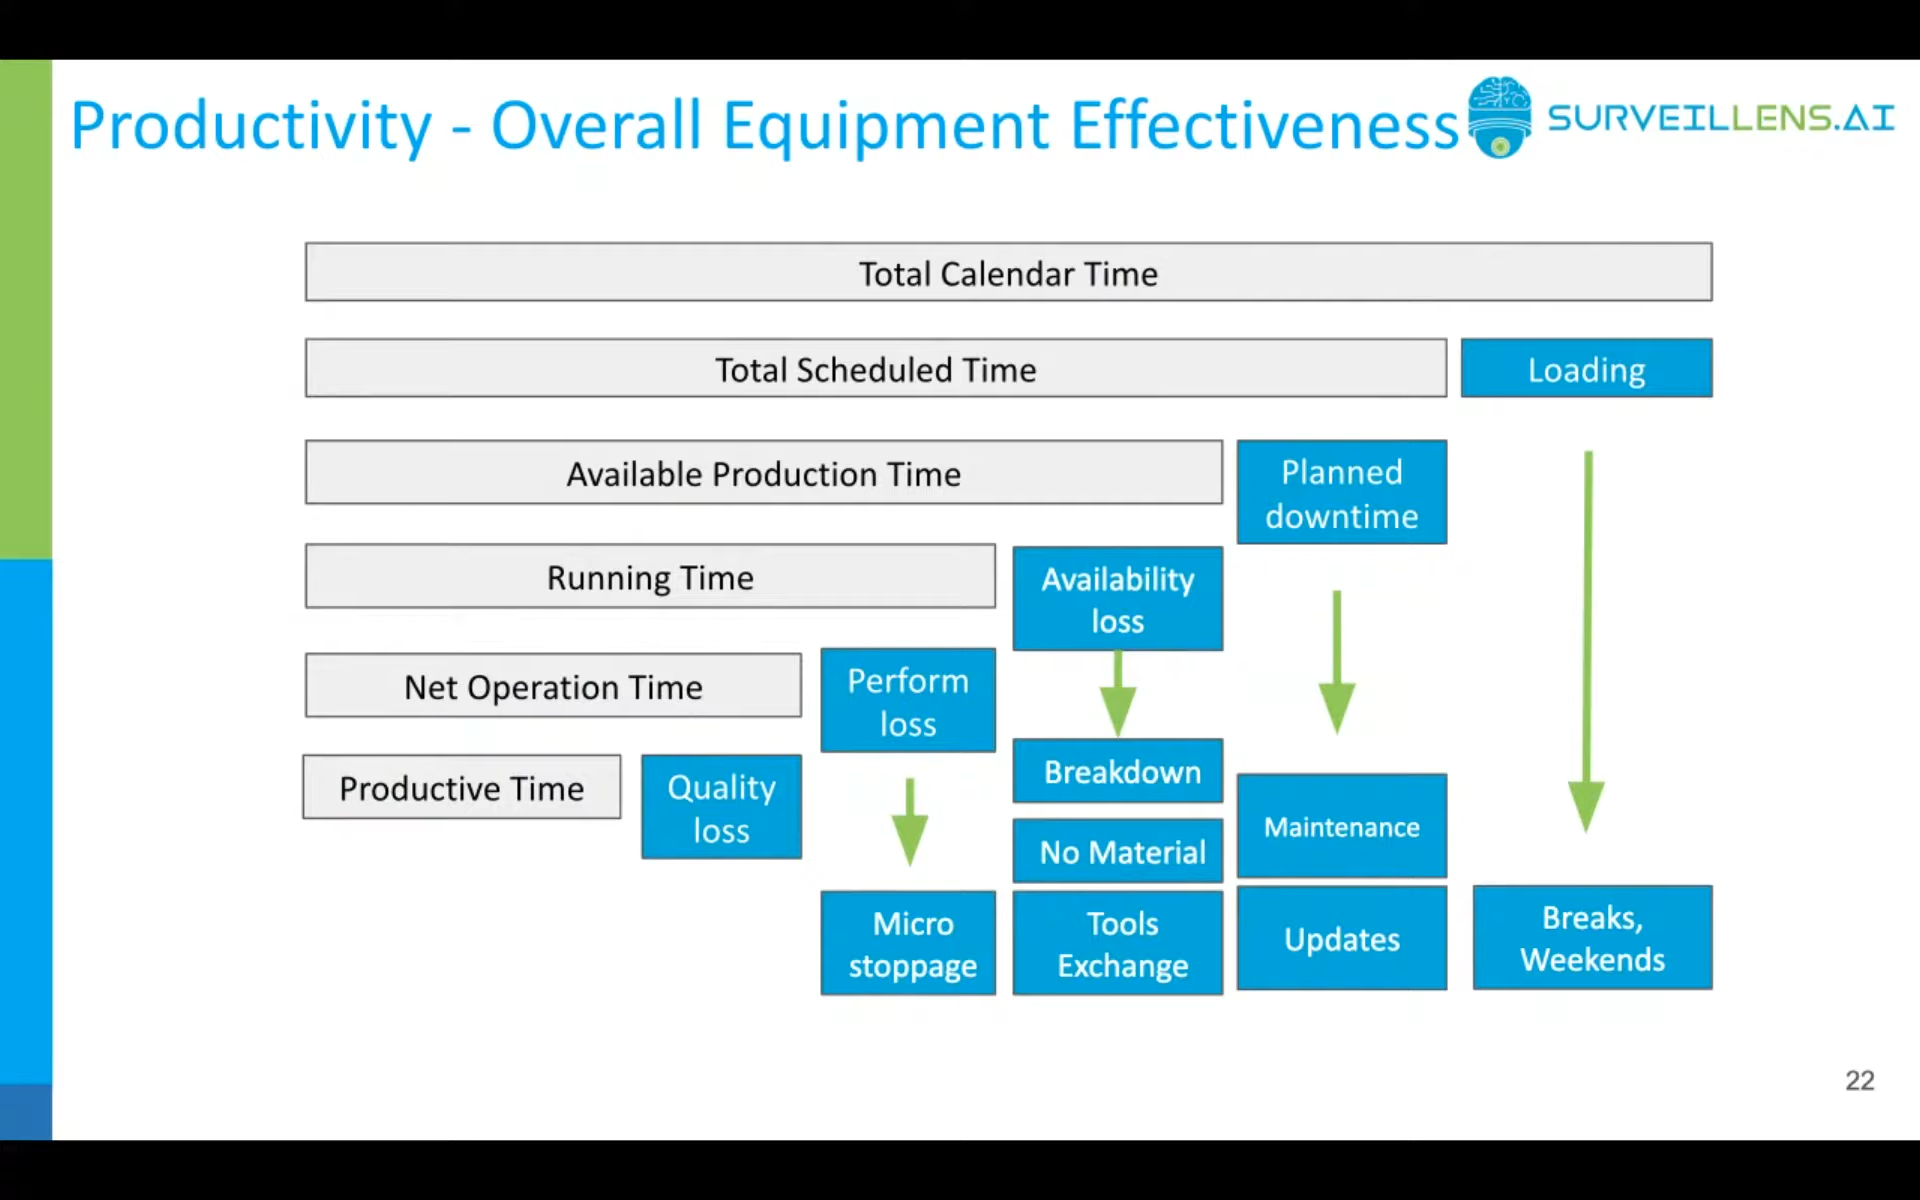 Productivity - Overall Equipment Effectiveness
SURVEILLENS.AI
Total Calendar Time
Total Scheduled Time
Loading
Available Production Time
Planned
downtime
Running Time
Availability
loss
Net Operation Time
Perform
loss
Productive Time
Quality
loss
Breakdown
No Material
Maintenance
Micro
stoppage
Tools
Exchange
Updates
Breaks,
Weekends
22